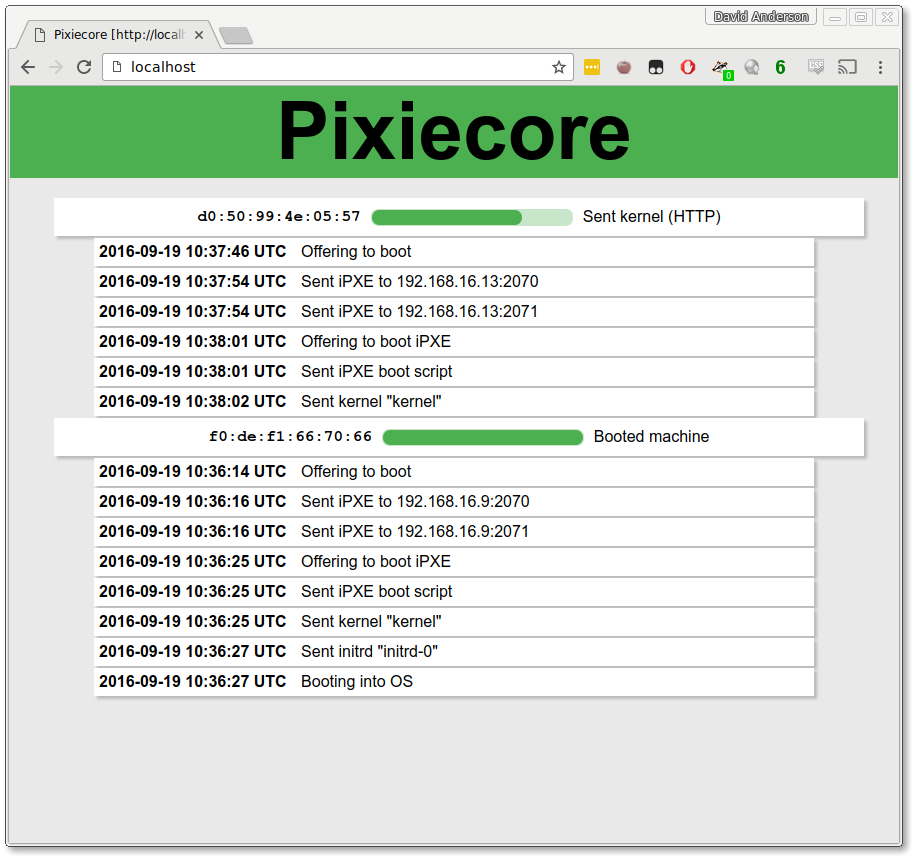 David Anderson
Pixiecore [http://localh
localhost
0
6
CSS
Pixiecore
d0:50:99:4e:05:57 Sent kernel (HTTP)
2016-09-19 10:37:46 UTC Offering to boot
2016-09-19 10:37:54 UTC Sent iPXE to 192.168.16.13:2070
2016-09-19 10:37:54 UTC Sent iPXE to 192.168.16.13:2071
2016-09-19 10:38:01 UTC Offering to boot iPXE
2016-09-19 10:38:01 UTC Sent iPXE boot script
2016-09-19 10:38:02 UTC Sent kernel "kernel"
f0:de:f1:66:70:66 Booted machine
2016-09-19 10:36:14 UTC Offering to boot
2016-09-19 10:36:16 UTC Sent iPXE to 192.168.16.9:2070
2016-09-19 10:36:16 UTC Sent iPXE to 192.168.16.9:2071
2016-09-19 10:36:25 UTC Offering to boot iPXE
2016-09-19 10:36:25 UTC Sent iPXE boot script
2016-09-19 10:36:25 UTC Sent kernel "kernel"
2016-09-19 10:36:27 UTC Sent initrd "initrd-0"
2016-09-19 10:36:27 UTC Booting into OS